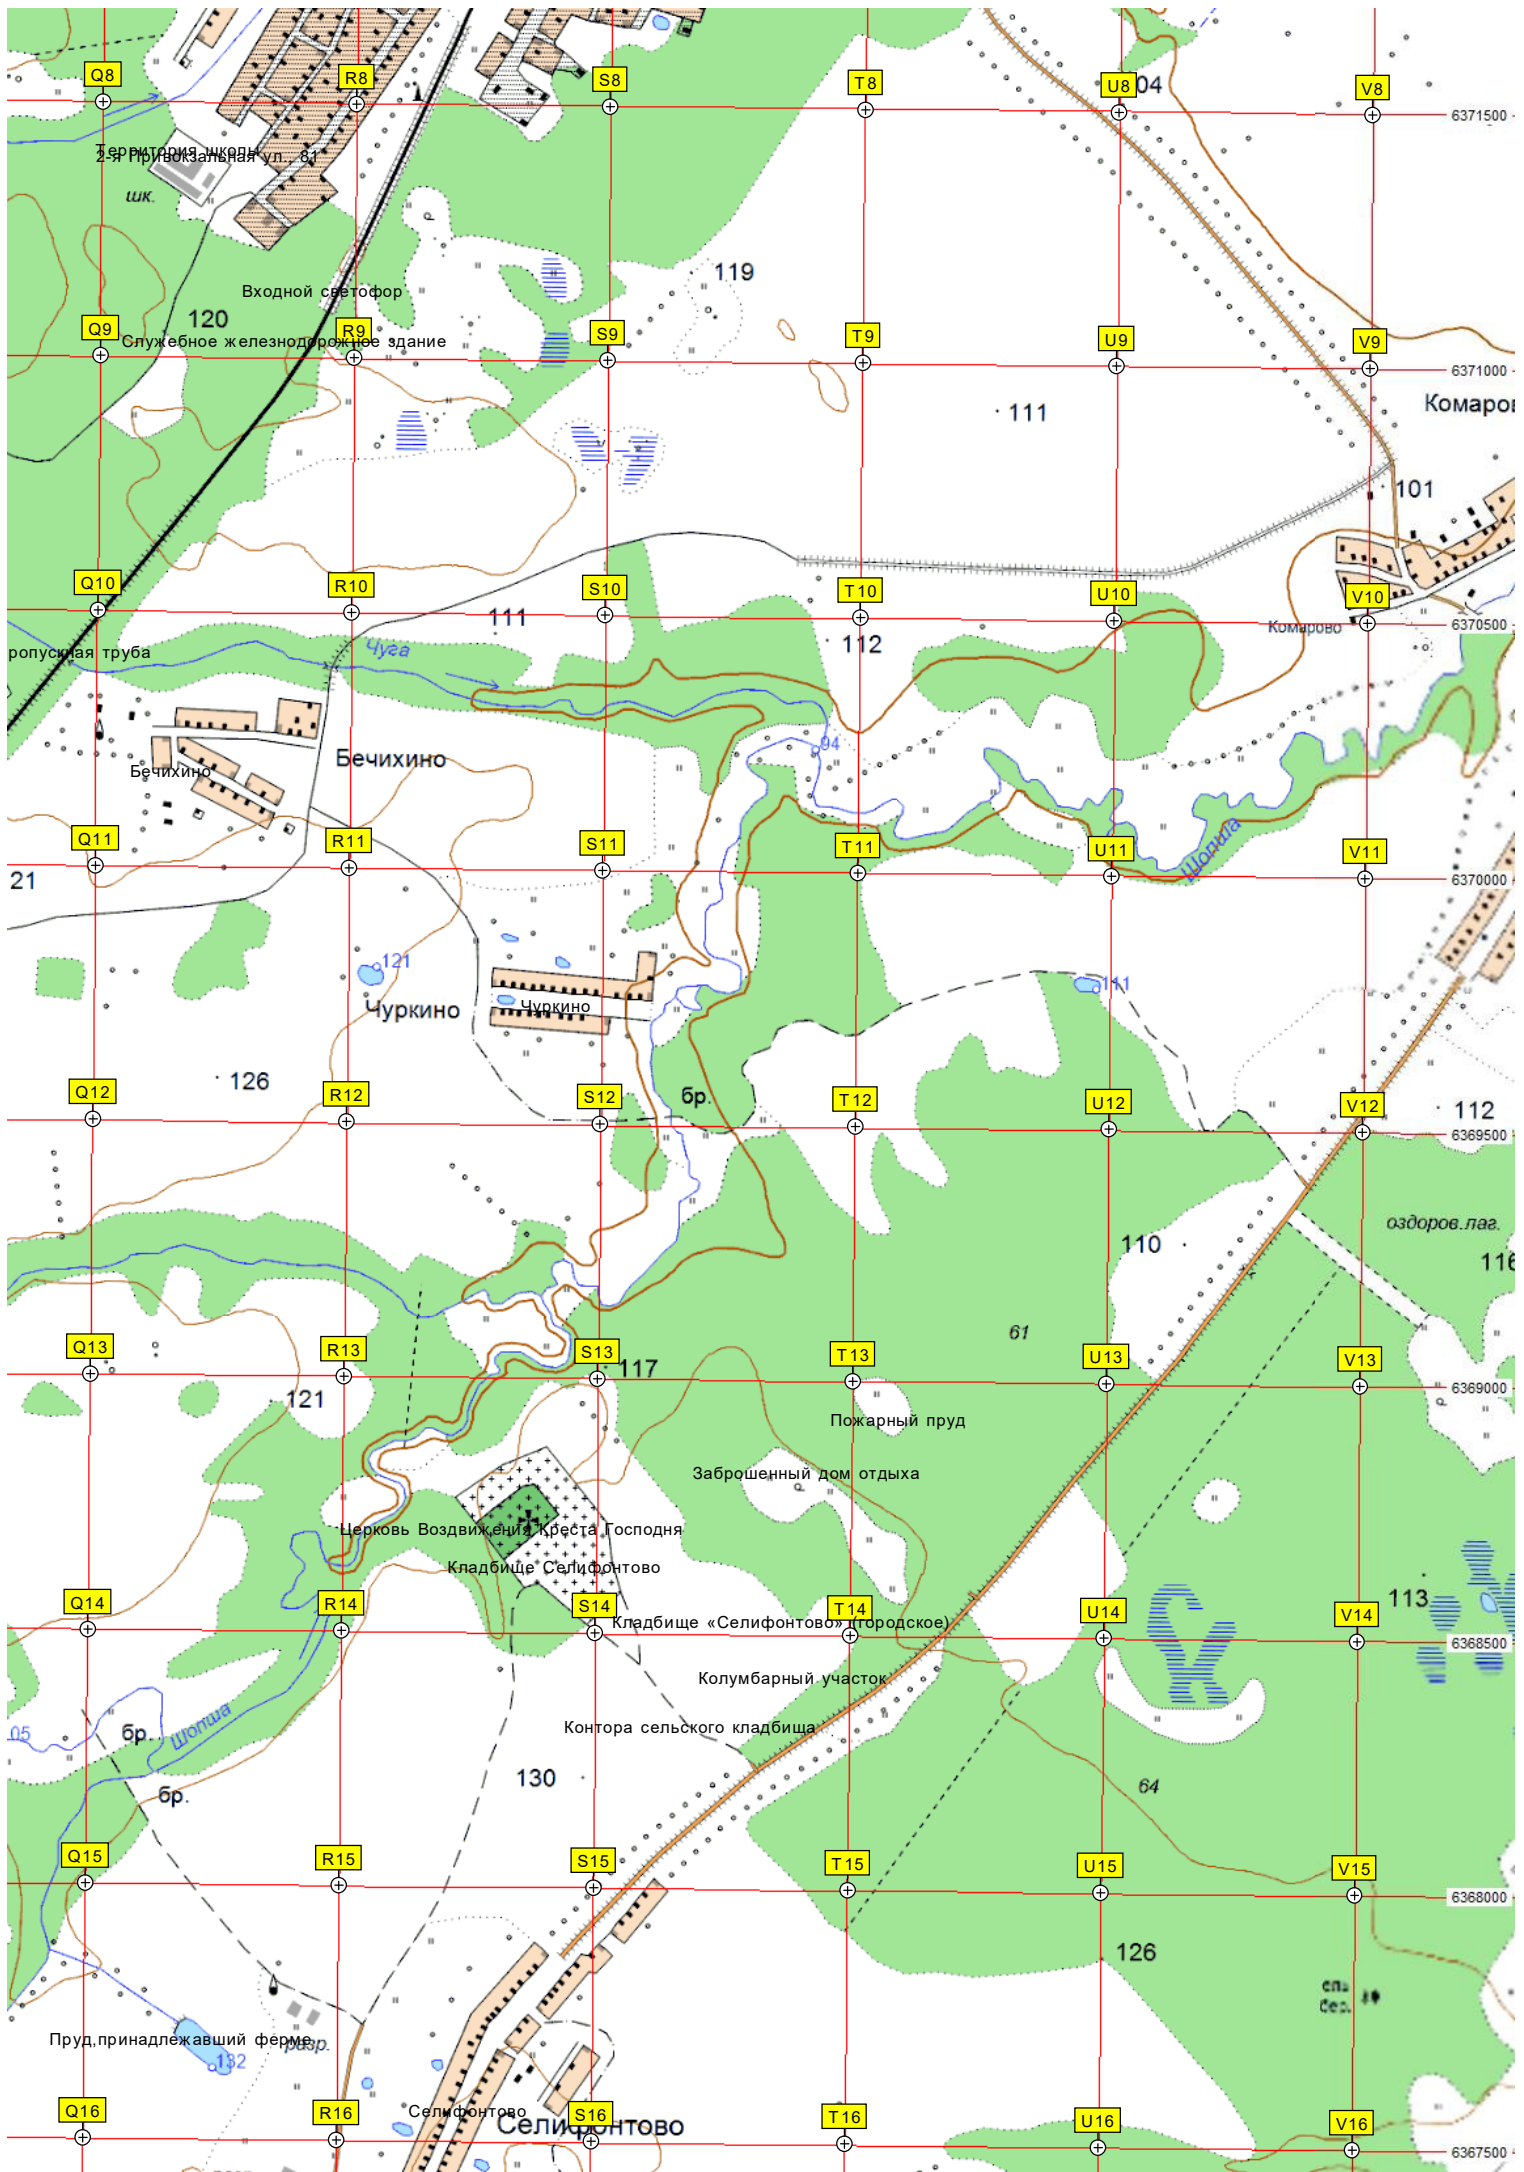 Q8
R8
S8
T8
U8
04
V8
6371500
Территория школы
2-я Привокзальная ул., 81
шк.
119
Входной светофор
120
Q9
R9
S9
T9
U9
V9
Служебное железнодорожное здание
6371000
111
Комаров
101
Q10
R10
S10
T10
U10
V10
111
112
Комарово
6370500
ропускная труба
Чуга
94
Бечихино
Бечихино
Q11
R11
S11
T11
U11
V11
Шопша
21
6370000
121
111
Чуркино
Чуркино
126
Q12
R12
S12
бр.
T12
U12
V12
112
6369500
оздоров.лаг.
110
116
61
Q13
R13
S13
117
T13
U13
V13
6369000
121
Пожарный пруд
Заброшенный дом отдыха
Церковь Воздвижения Креста Господня
Кладбище Селифонтово
113
Q14
R14
S14
T14
U14
V14
Кладбище «Селифонтово» (городское)
6368500
Колумбарный участок
Шопша
05
бр.
Контора сельского кладбища
130
64
бр.
Q15
R15
S15
T15
U15
V15
6368000
126
ель
бер.
Пруд,принадлежавший ферме
разр.
132
Q16
R16
Селифонтово
S16
Селифонтово
T16
U16
V16
6367500